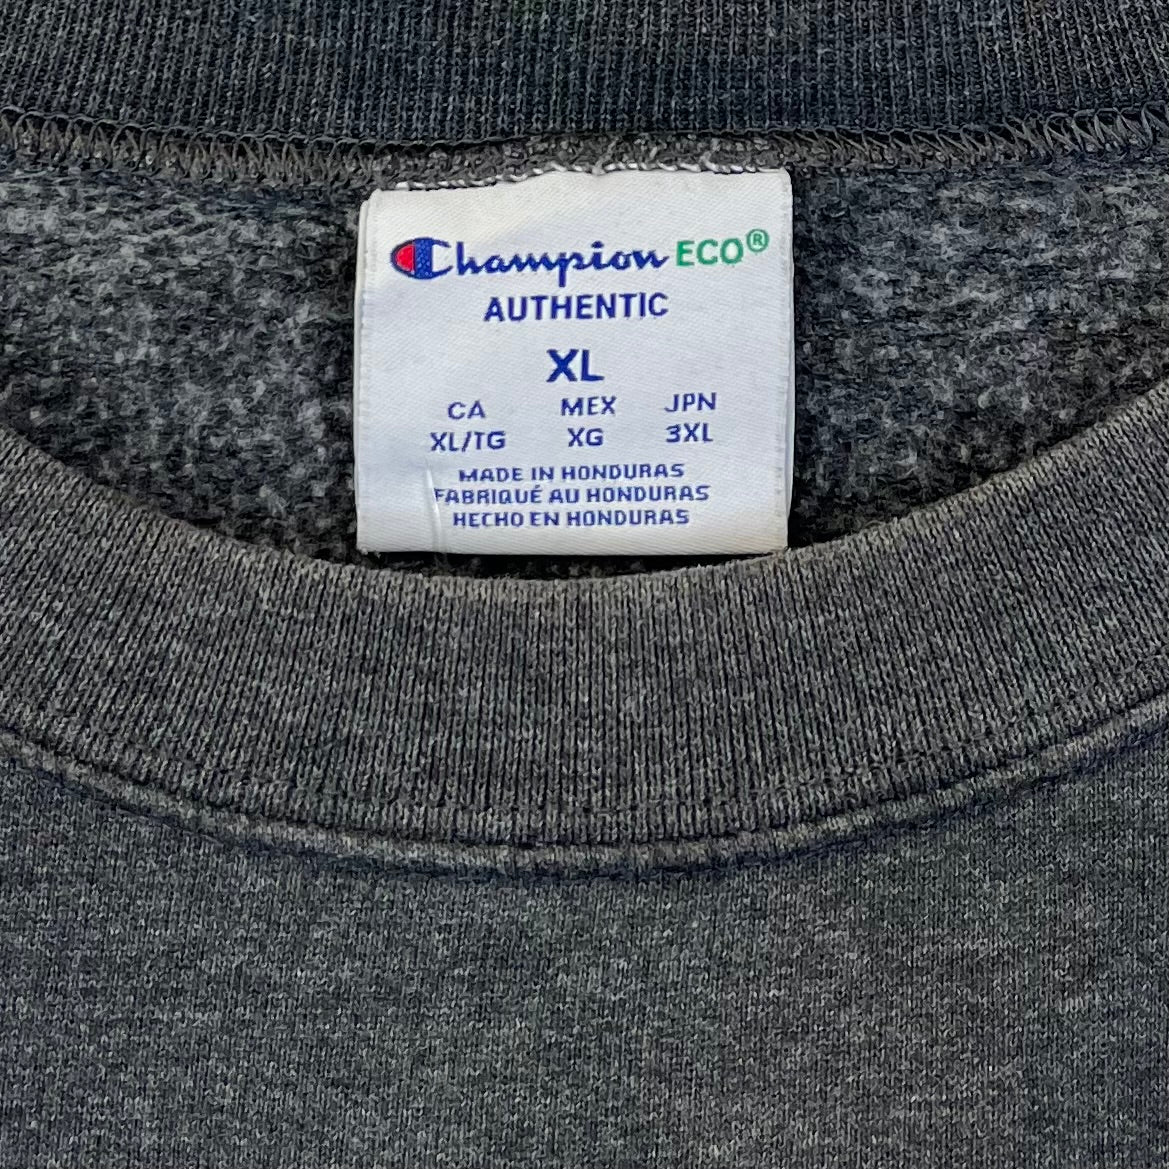 Champion ECO®
AUTHENTIC
XL
CA MEX JPN
XL/TG XG 3XL
MADE IN HONDURAS
FABRIQUÉ AU HONDURAS
HECHO EN HONDURAS